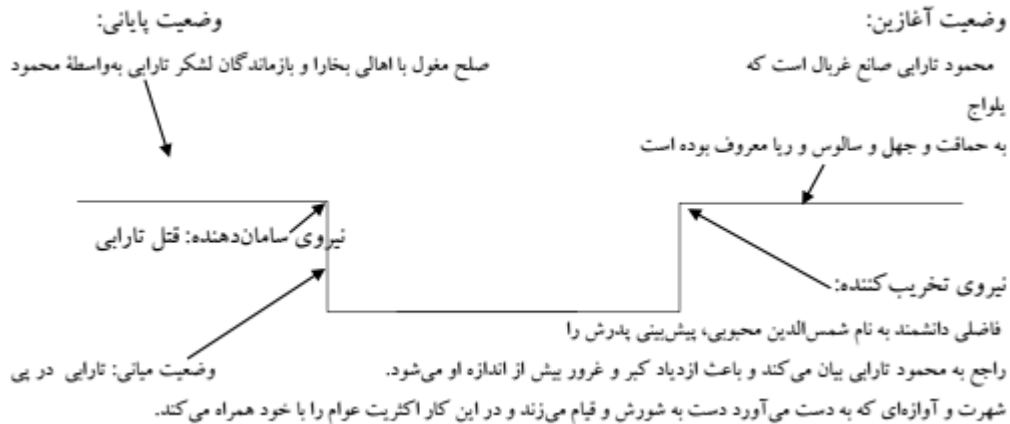 وضعیت آغازین:
محمود تارابی صانع غربال است که
یلواج
به حماقت و جهل و سالوس و ریا معروف بوده است
وضعیت پایانی:
صلح مغول با اهالی بخارا و بازماندگان لشکر تارابی به‌واسطهٔ محمود
نیروی سامان‌دهنده: قتل تارابی
نیروی تخریب‌کننده:
فاضلی دانشمند به نام شمس‌الدین محبوبی، پیش‌بینی پدرش را
راجع به محمود تارابی بیان می‌کند و باعث ازدیاد کبر و غرور بیش از اندازه او می‌شود.
وضعیت میانی: تارابی در پی
شهرت و آوازه‌ای که به دست می‌آورد دست به شورش و قیام می‌زند و در این کار اکثریت عوام را با خود همراه می‌کند.